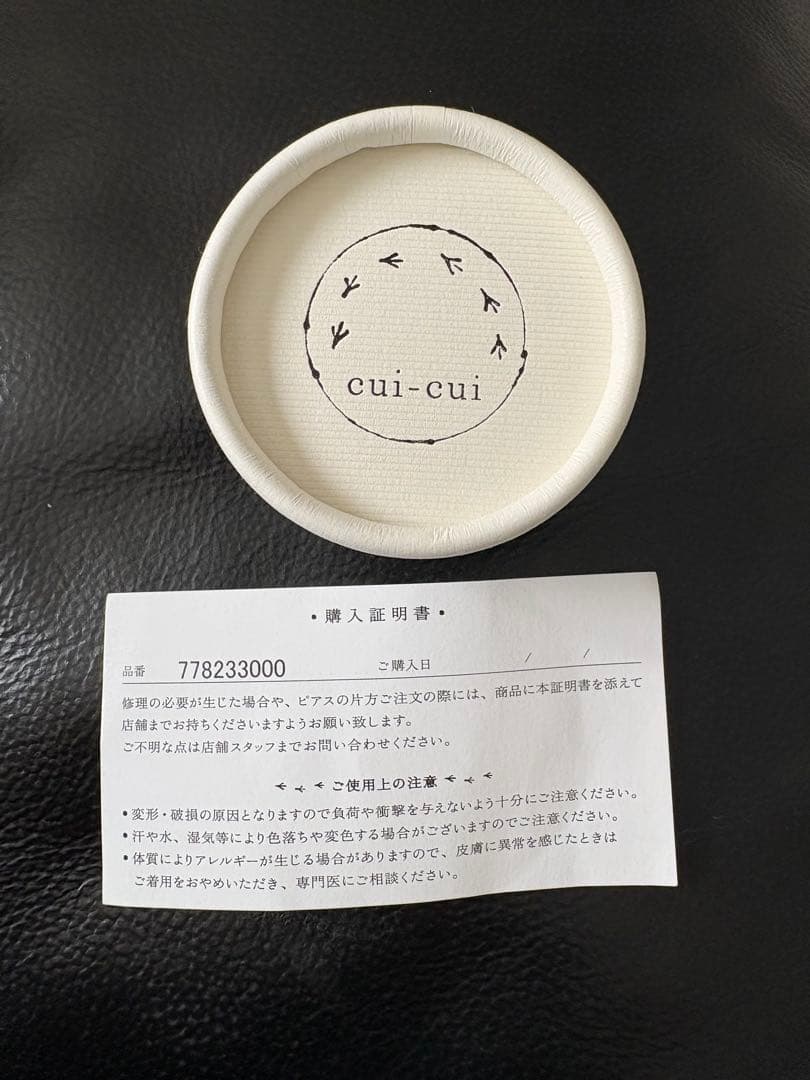 cui-cui
•購入証明書•
品番 778233000 ご購入日 / /
修理の必要が生じた場合や、ピアスの片方ご注文の際には、商品に本証明書を添えて
店舗までお持ちくださいますようお願い致します。
ご不明な点は店舗スタッフまでお問い合わせください。
ご使用上の注意
•変形・破損の原因となりますので負荷や衝撃を与えないよう十分にご注意ください。
•汗や水、湿気等により色落ちや変色する場合がございますのでご注意ください。
•体質によりアレルギーが生じる場合がありますので、皮膚に異常を感じたときは
ご着用をおやめいただき、専門医にご相談ください。